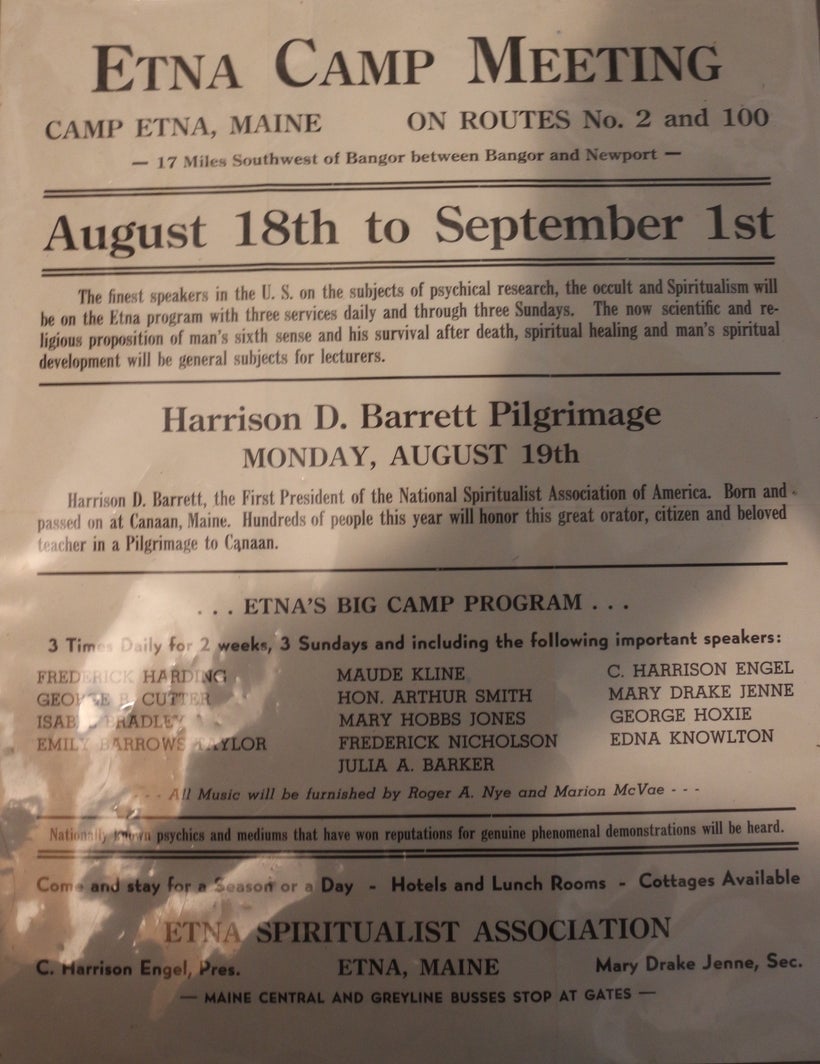 ETNA CAMP MEETING
CAMP ETNA, MAINE ON ROUTES No. 2 and 100
— 17 Miles Southwest of Bangor between Bangor and Newport —
August 18th to September 1st
The finest speakers in the U. S. on the subjects of psychical research, the occult and Spiritualism will
be on the Etna program with three services daily and through three Sundays. The now scientific and re-
ligious proposition of man's sixth sense and his survival after death, spiritual healing and man's spiritual
development will be general subjects for lecturers.
Harrison D. Barrett Pilgrimage
MONDAY, AUGUST 19th
Harrison D. Barrett, the First President of the National Spiritualist Association of America. Born and
passed on at Canaan, Maine. Hundreds of people this year will honor this great orator, citizen and beloved
teacher in a Pilgrimage to Canaan.
. . . ETNA'S BIG CAMP PROGRAM . . .
3 Times Daily for 2 weeks, 3 Sundays and including the following important speakers:
FREDERICK HARDING MAUDE KLINE C. HARRISON ENGEL
GEORGE CUTTER HON. ARTHUR SMITH MARY DRAKE JENNE
BRADLEY MARY HOBBS JONES GEORGE HOXIE
EMILY BARROWS TAYLOR FREDERICK NICHOLSON EDNA KNOWLTON
JULIA A. BARKER
- - - All Music will be furnished by Roger A. Nye and Marion McVae - - -
Nationally known psychics and mediums that have won reputations for genuine phenomenal demonstrations will be heard.
Come and stay for a Season or a Day - Hotels and Lunch Rooms - Cottages Available
ETNA SPIRITUALIST ASSOCIATION
C. Harrison Engel, Pres. ETNA, MAINE Mary Drake Jenne, Sec.
— MAINE CENTRAL AND GREYLINE BUSSES STOP AT GATES —